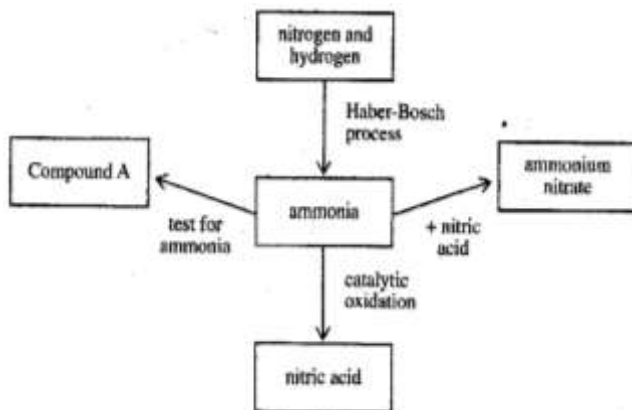 nitrogen and
hydrogen
Haber-Bosch
process
Compound A
ammonium
nitrate
ammonia
test for
ammonia
+ nitric
acid
catalytic
oxidation
nitric acid